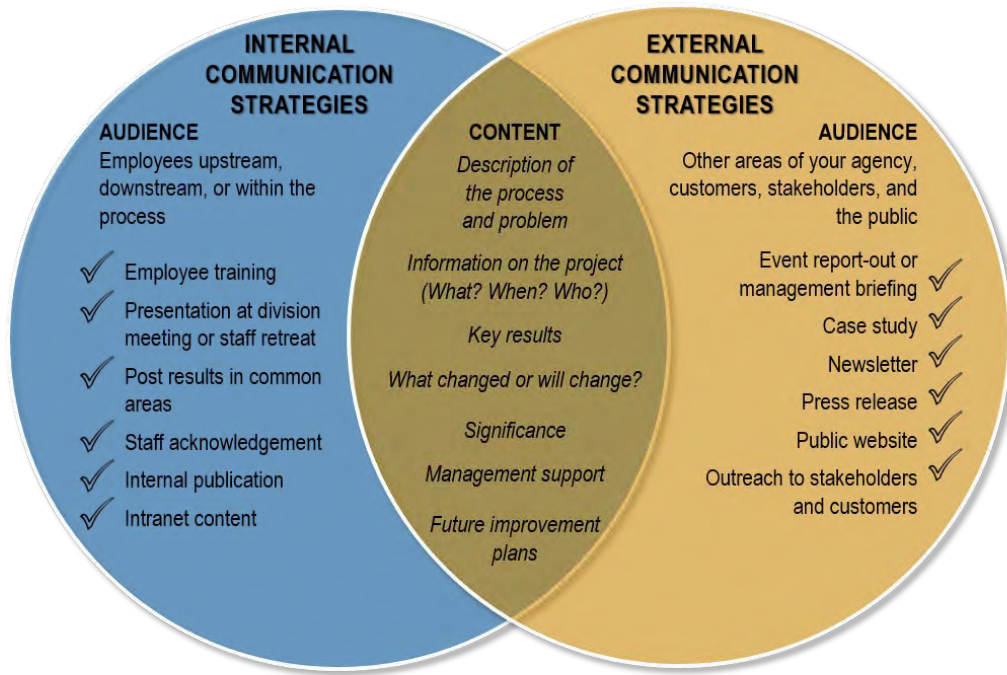 INTERNAL
COMMUNICATION
STRATEGIES
AUDIENCE
Employees upstream,
downstream, or within the
process
Employee training
Presentation at division
meeting or staff retreat
Post results in common
areas
Staff acknowledgement
Internal publication
Intranet content
CONTENT
Description of
the process
and problem
Information on the project
(What? When? Who?)
Key results
What changed or will change?
Significance
Management support
Future improvement
plans
EXTERNAL
COMMUNICATION
STRATEGIES
AUDIENCE
Other areas of your agency,
customers, stakeholders, and
the public
Event report-out or
management briefing
Case study
Newsletter
Press release
Public website
Outreach to stakeholders
and customers